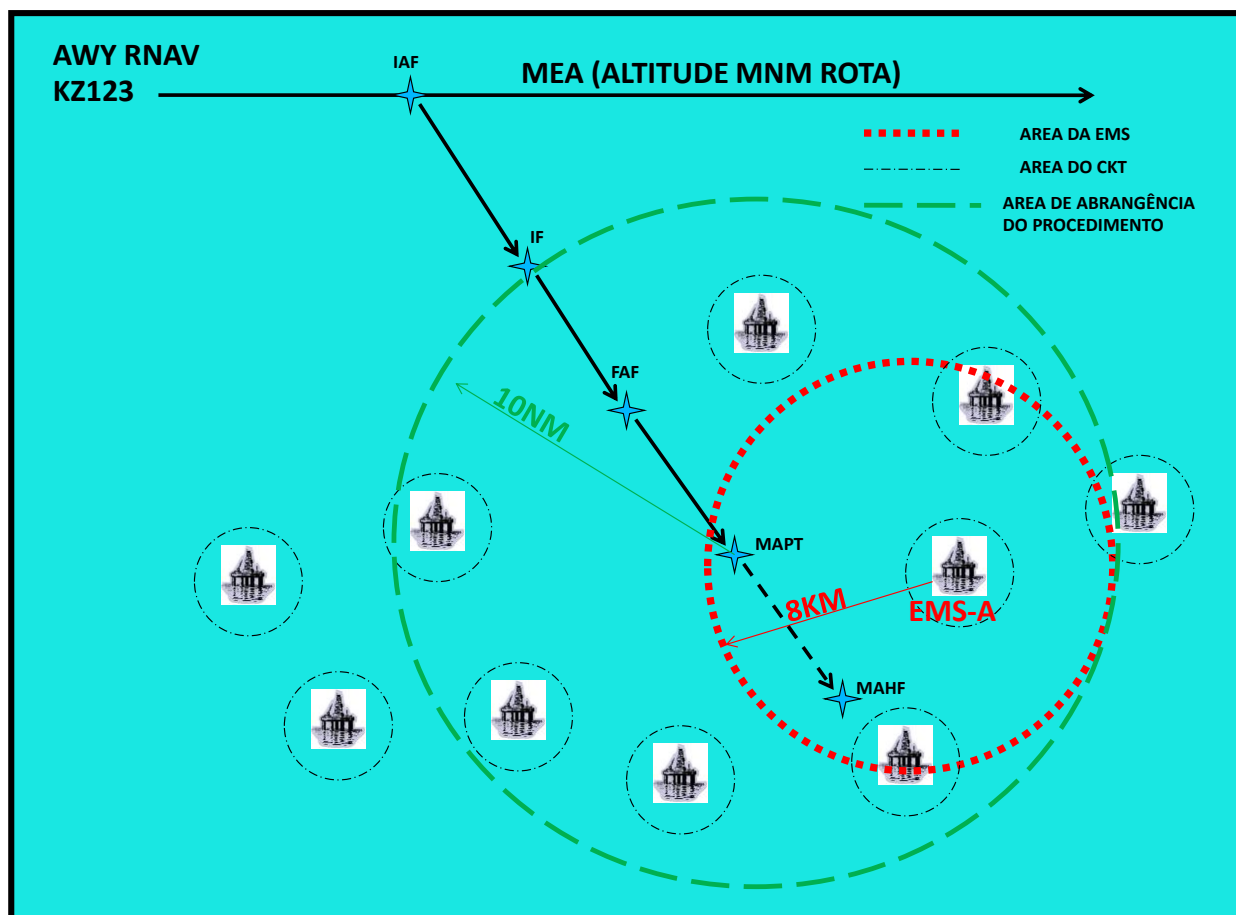 AWY RNAV
KZ123
IAF
MEA (ALTITUDE MNM ROTA)
AREA DA EMS
AREA DO CKT
AREA DE ABRANGÊNCIA
DO PROCEDIMENTO
IF
FAF
10NM
MAPT
8KM
EMS-A
MAHF